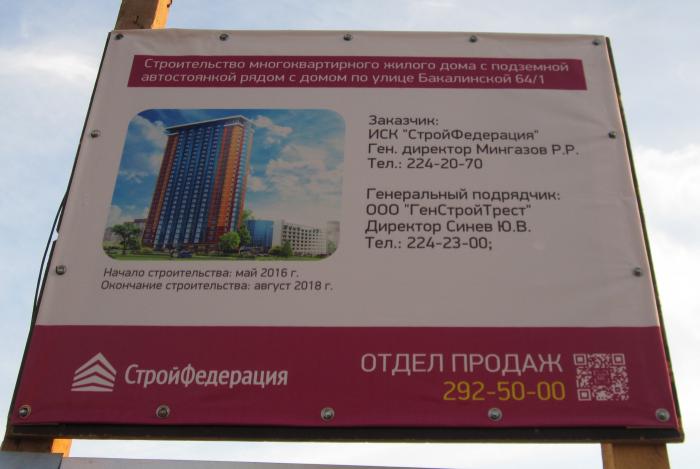 Строительство многоквартирного жилого дома с подземной
автостоянкой рядом с домом по улице Бакалинской 64/1
Заказчик:
ИСК "СтройФедерация"
Ген. директор Мингазов Р.Р.
Тел.: 224-20-70
Генеральный подрядчик:
ООО "ГенСтройТрест"
Директор Синев Ю.В.
Тел.: 224-23-00;
Начало строительства: май 2016 г.
Окончание строительства: август 2018 г.
СтройФедерация
ОТДЕЛ ПРОДАЖ
292-50-00